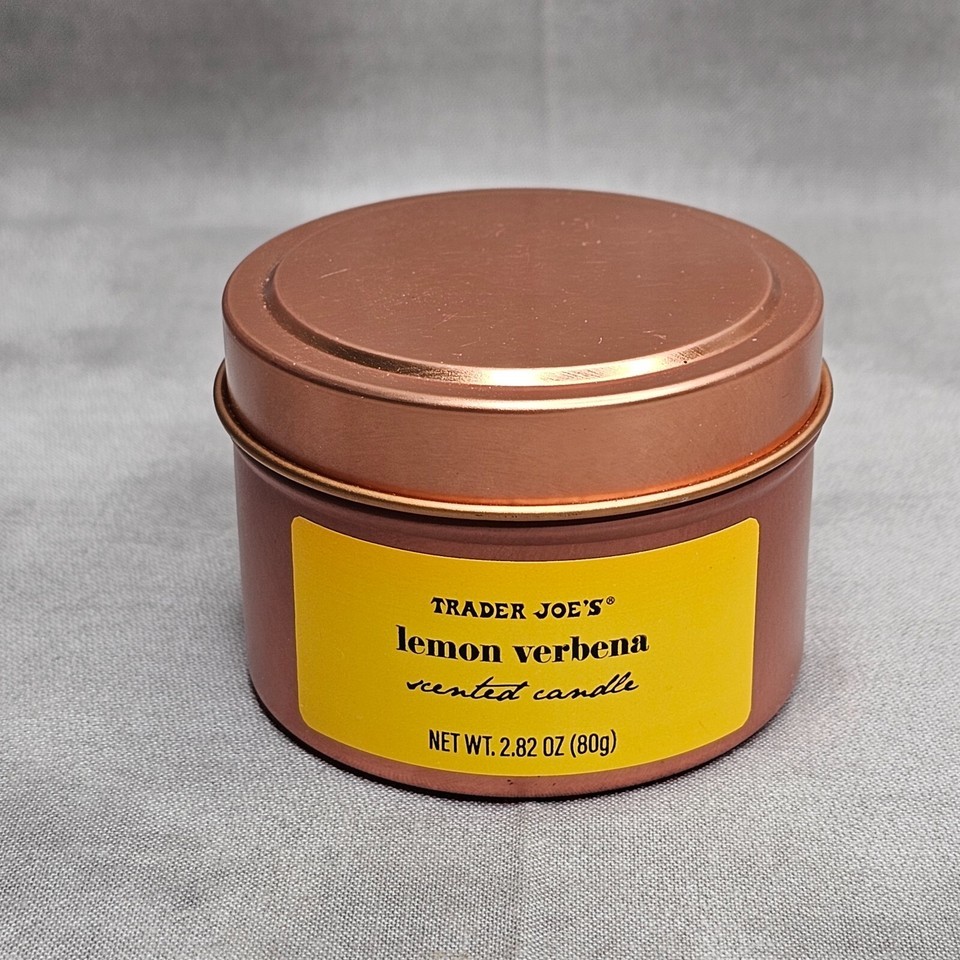 TRADER JOE'S®
lemon verbena
scented candle
NET WT. 2.82 OZ (80g)